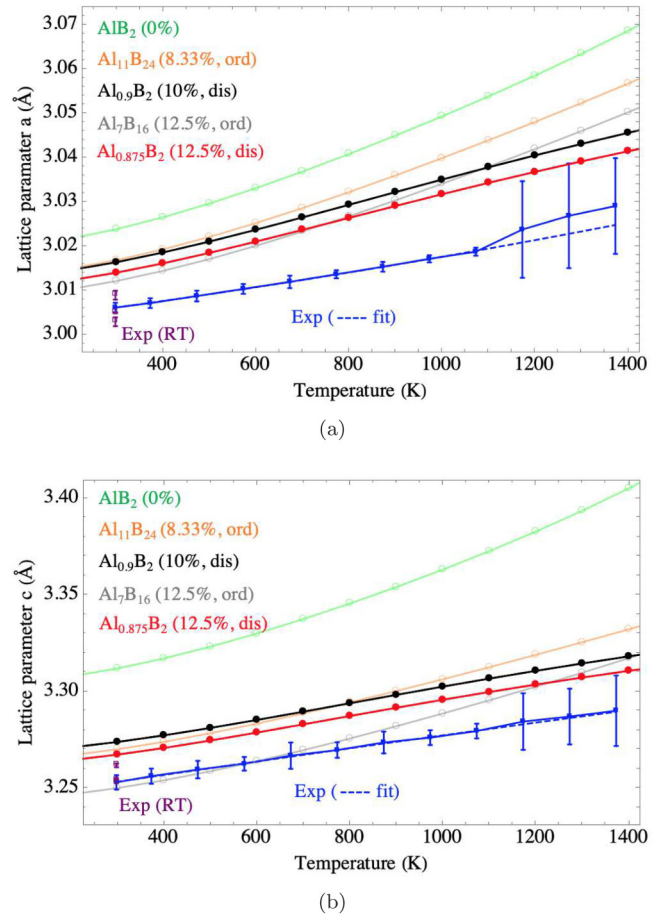 3.07
3.06
3.05
3.04
3.03
3.02
3.01
3.00
Lattice paramater a (Å)
AlB₂ (0%)
Al₁₁B₂₄ (8.33%, ord)
Al₀.₉B₂ (10%, dis)
Al₇B₁₆ (12.5%, ord)
Al₀.₈₇₅B₂ (12.5%, dis)
Exp (---- fit)
Exp (RT)
400 600 800 1000 1200 1400
Temperature (K)
(a)
3.40
3.35
3.30
3.25
Lattice parameter c (Å)
AlB₂ (0%)
Al₁₁B₂₄ (8.33%, ord)
Al₀.₉B₂ (10%, dis)
Al₇B₁₆ (12.5%, ord)
Al₀.₈₇₅B₂ (12.5%, dis)
Exp (RT)
Exp (---- fit)
400 600 800 1000 1200 1400
Temperature (K)
(b)